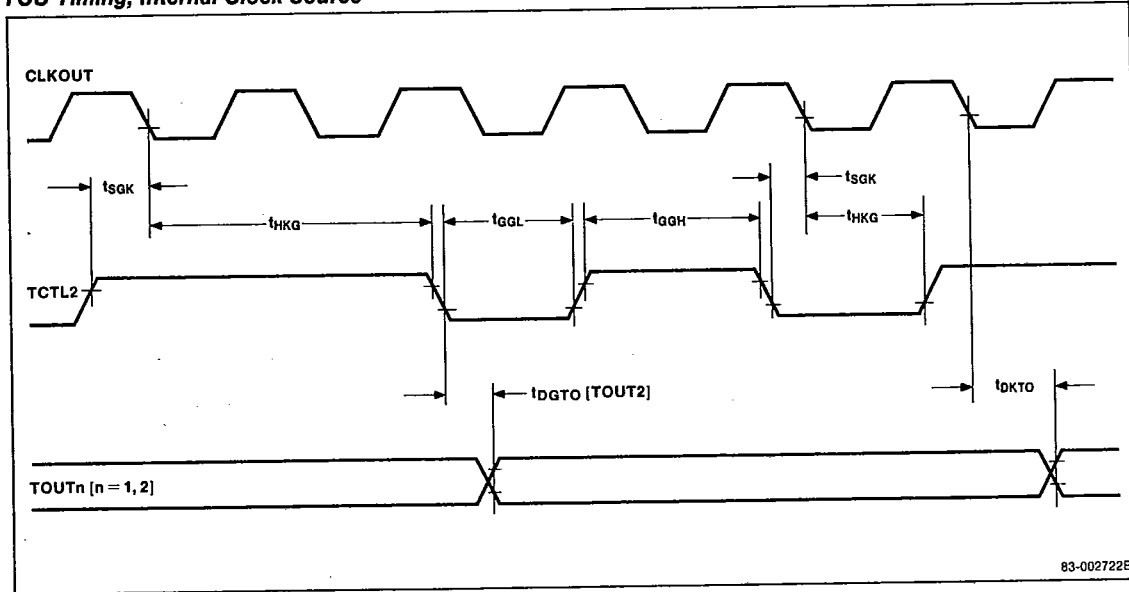 TCU Timing, Internal Clock Source
CLKOUT
tSGK
tSGK
tHKG
tGGL
tGGH
tHKG
TCTL2
tDGTO [TOUT2]
tDKTO
TOUTn [n = 1, 2]
83-002722B